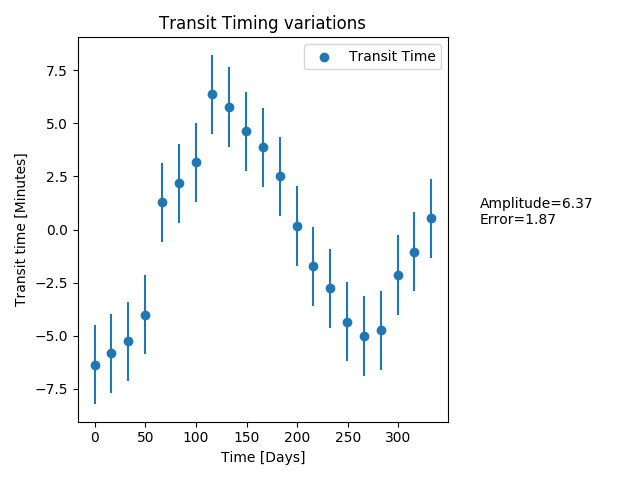 Transit Timing variations
Transit Time
7.5
5.0
2.5
0.0
−2.5
−5.0
−7.5
Transit time [Minutes]
Amplitude=6.37
Error=1.87
0 50 100 150 200 250 300
Time [Days]